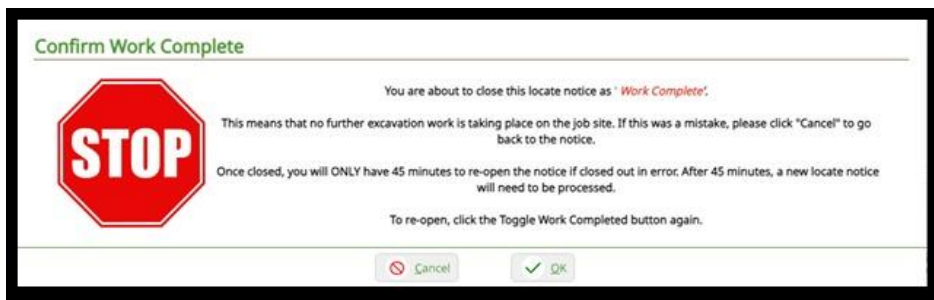 Confirm Work Complete
STOP
You are about to close this locate notice as ' Work Complete'.
This means that no further excavation work is taking place on the job site. If this was a mistake, please click "Cancel" to go
back to the notice.
Once closed, you will ONLY have 45 minutes to re-open the notice if closed out in error. After 45 minutes, a new locate notice
will need to be processed.
To re-open, click the Toggle Work Completed button again.
Cancel
OK